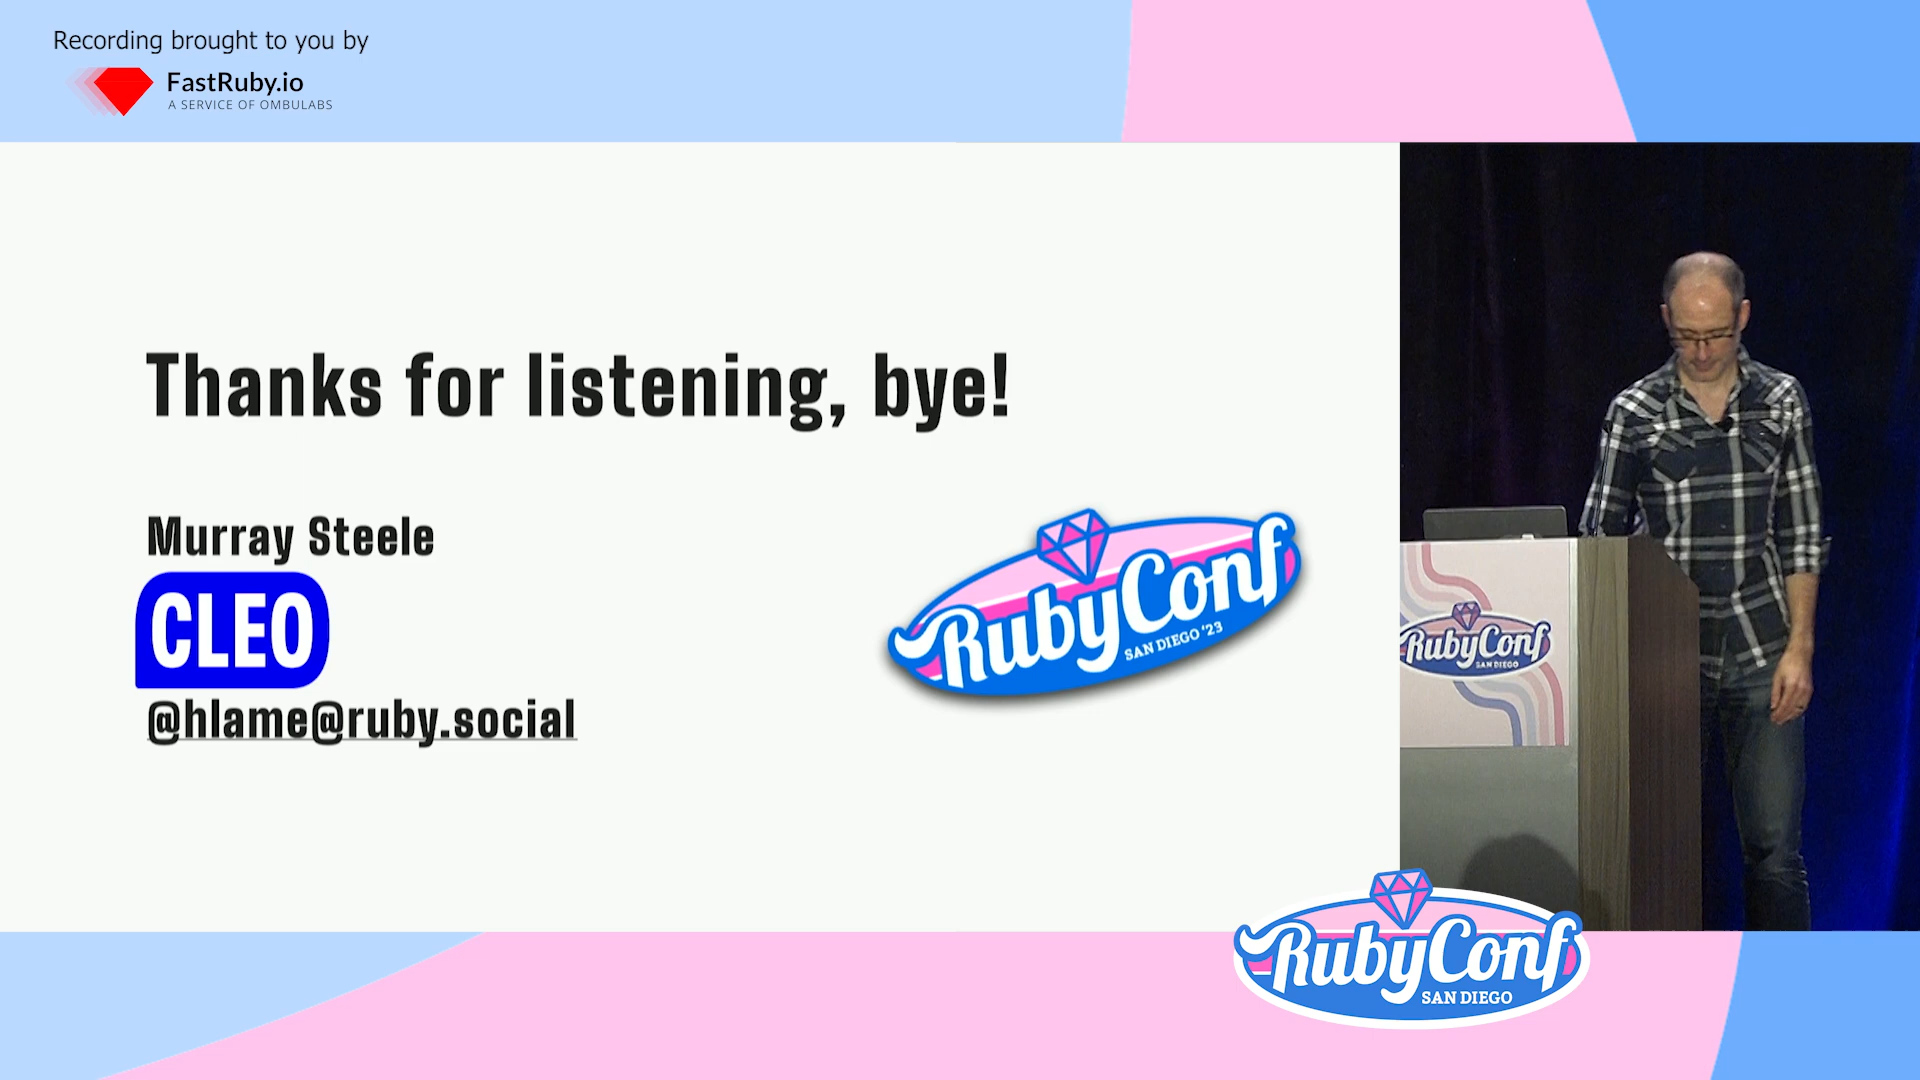 Recording brought to you by
FastRuby.io
A SERVICE OF OMBULABS
Thanks for listening, bye!
Murray Steele
CLEO
@hlame@ruby.social
RubyConf
SAN DIEGO '23
RubyConf
SAN DIEGO
RubyConf
SAN DIEGO